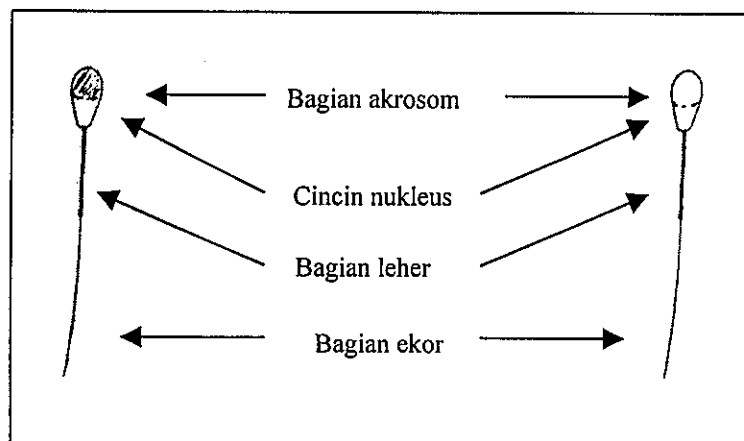 Bagian akrosom
Cincin nukleus
Bagian leher
Bagian ekor